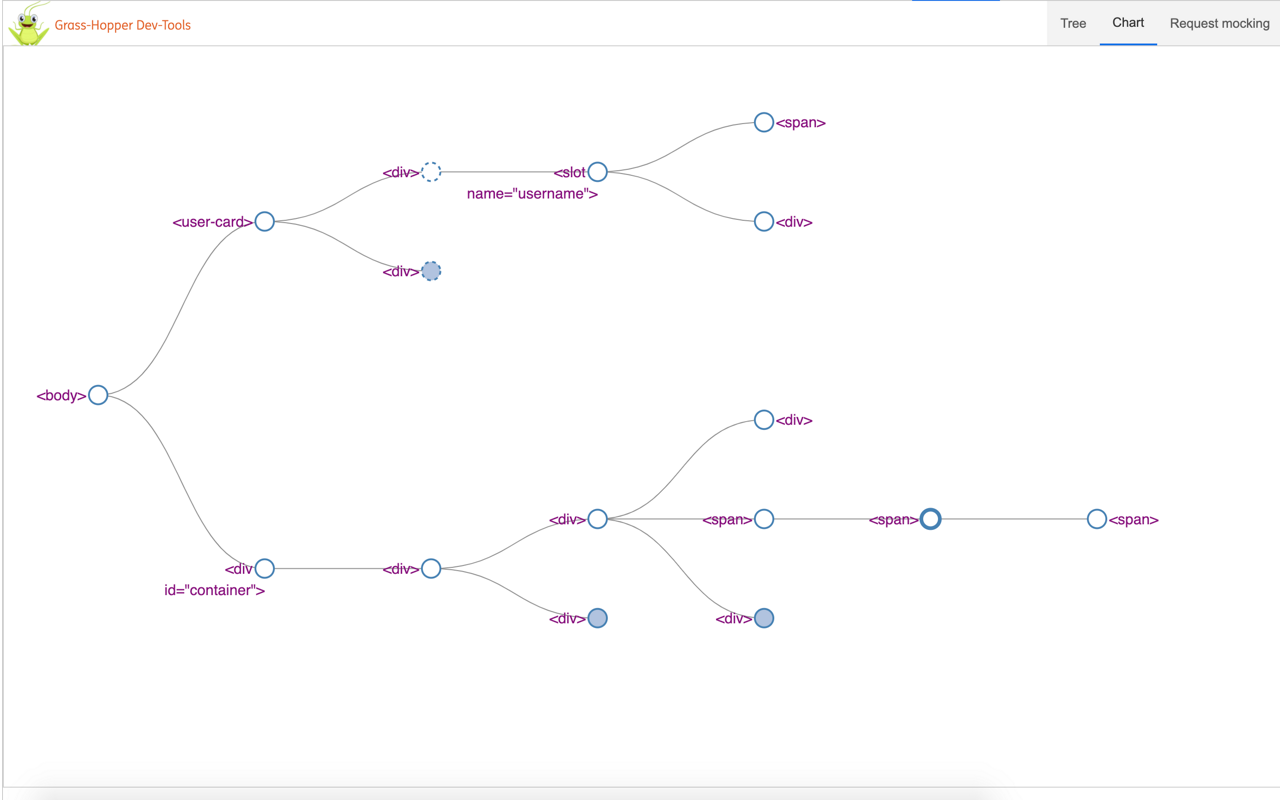 Grass-Hopper Dev-Tools
Tree
Chart
Request mocking
<span>
<div>
<slot
name="username">
<user-card>
<div>
<div>
<body>
<div>
<div>
<span>
<span>
<span>
<div
id="container">
<div>
<div>
<div>